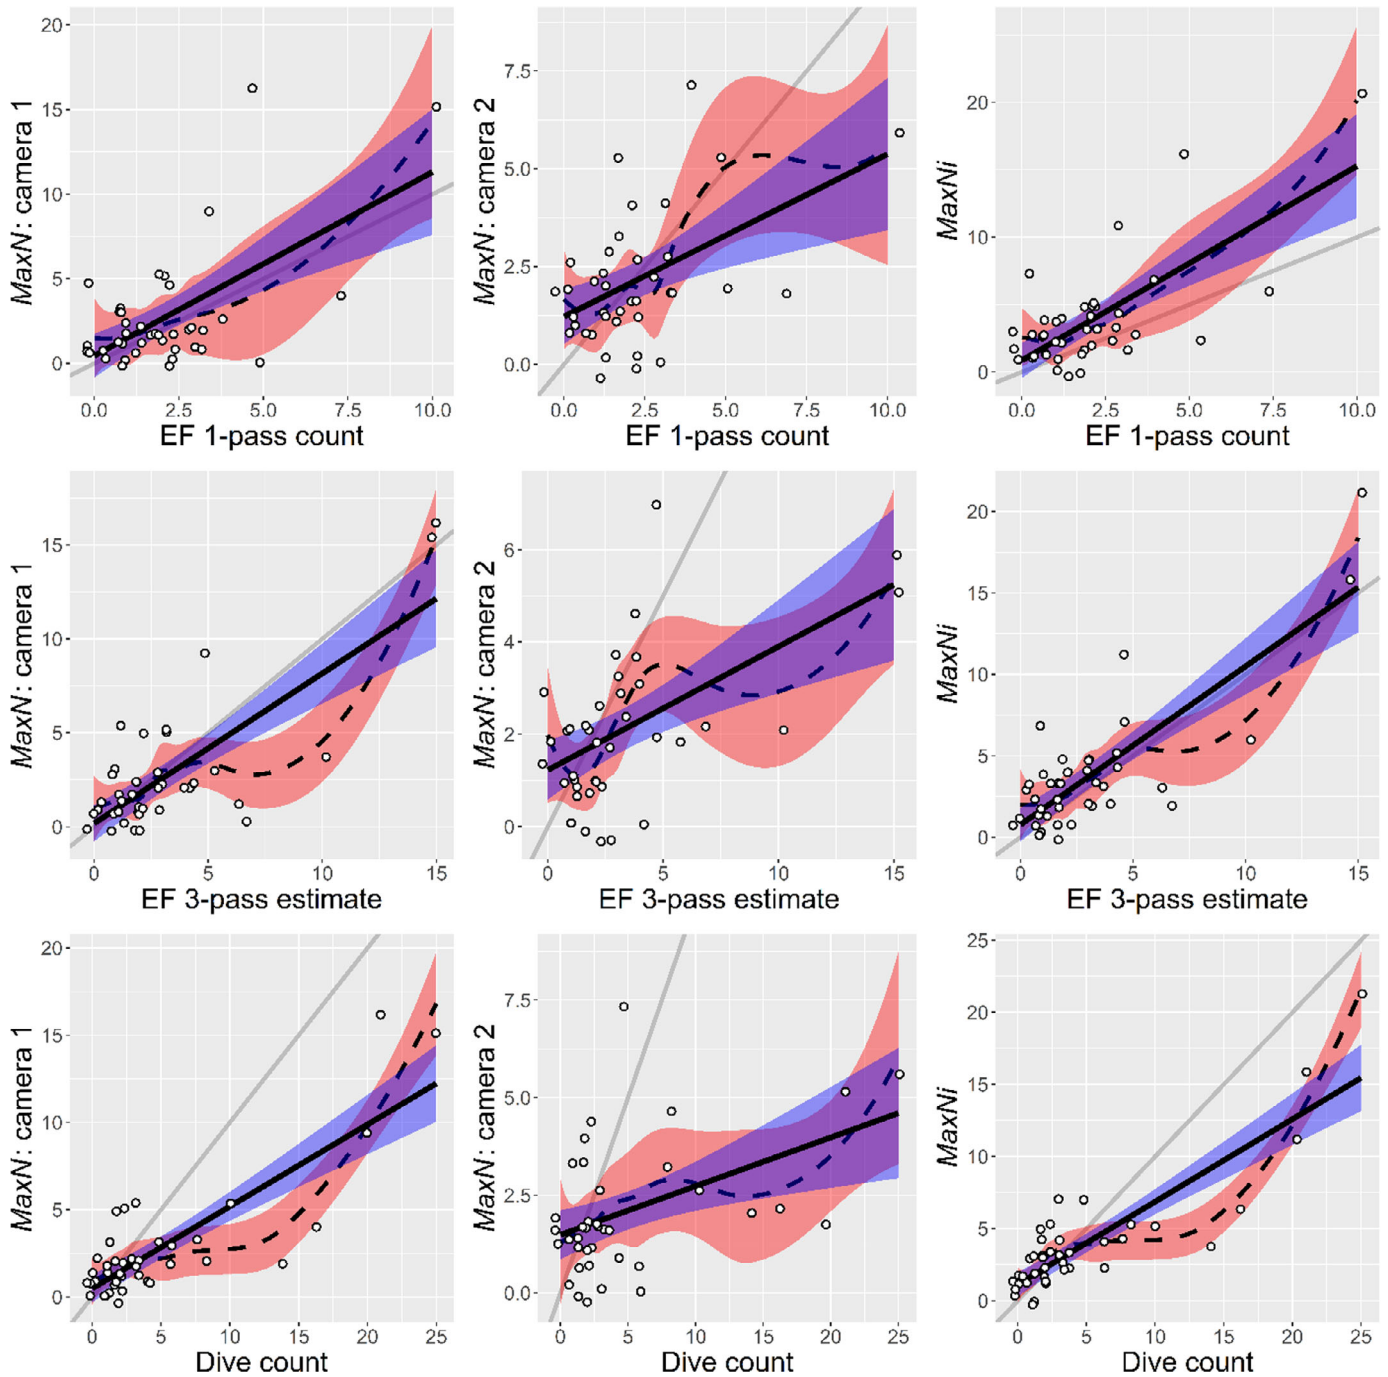 20
15
10
5
0
MaxN: camera 1
0.0 2.5 5.0 7.5 10.0
EF 1-pass count
7.5
5.0
2.5
0.0
MaxN: camera 2
0.0 2.5 5.0 7.5 10.0
EF 1-pass count
20
10
0
MaxNi
0.0 2.5 5.0 7.5 10.0
EF 1-pass count
15
10
5
0
MaxN: camera 1
0 5 10 15
EF 3-pass estimate
6
4
2
0
MaxN: camera 2
0 5 10 15
EF 3-pass estimate
20
15
10
5
0
MaxNi
0 5 10 15
EF 3-pass estimate
20
15
10
5
0
MaxN: camera 1
0 5 10 15 20 25
Dive count
7.5
5.0
2.5
0.0
MaxN: camera 2
0 5 10 15 20 25
Dive count
25
20
15
10
5
0
MaxNi
0 5 10 15 20 25
Dive count